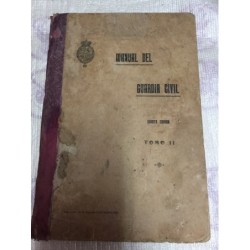 MANUAL DEL
GUARDIA CIVIL
TOMO II